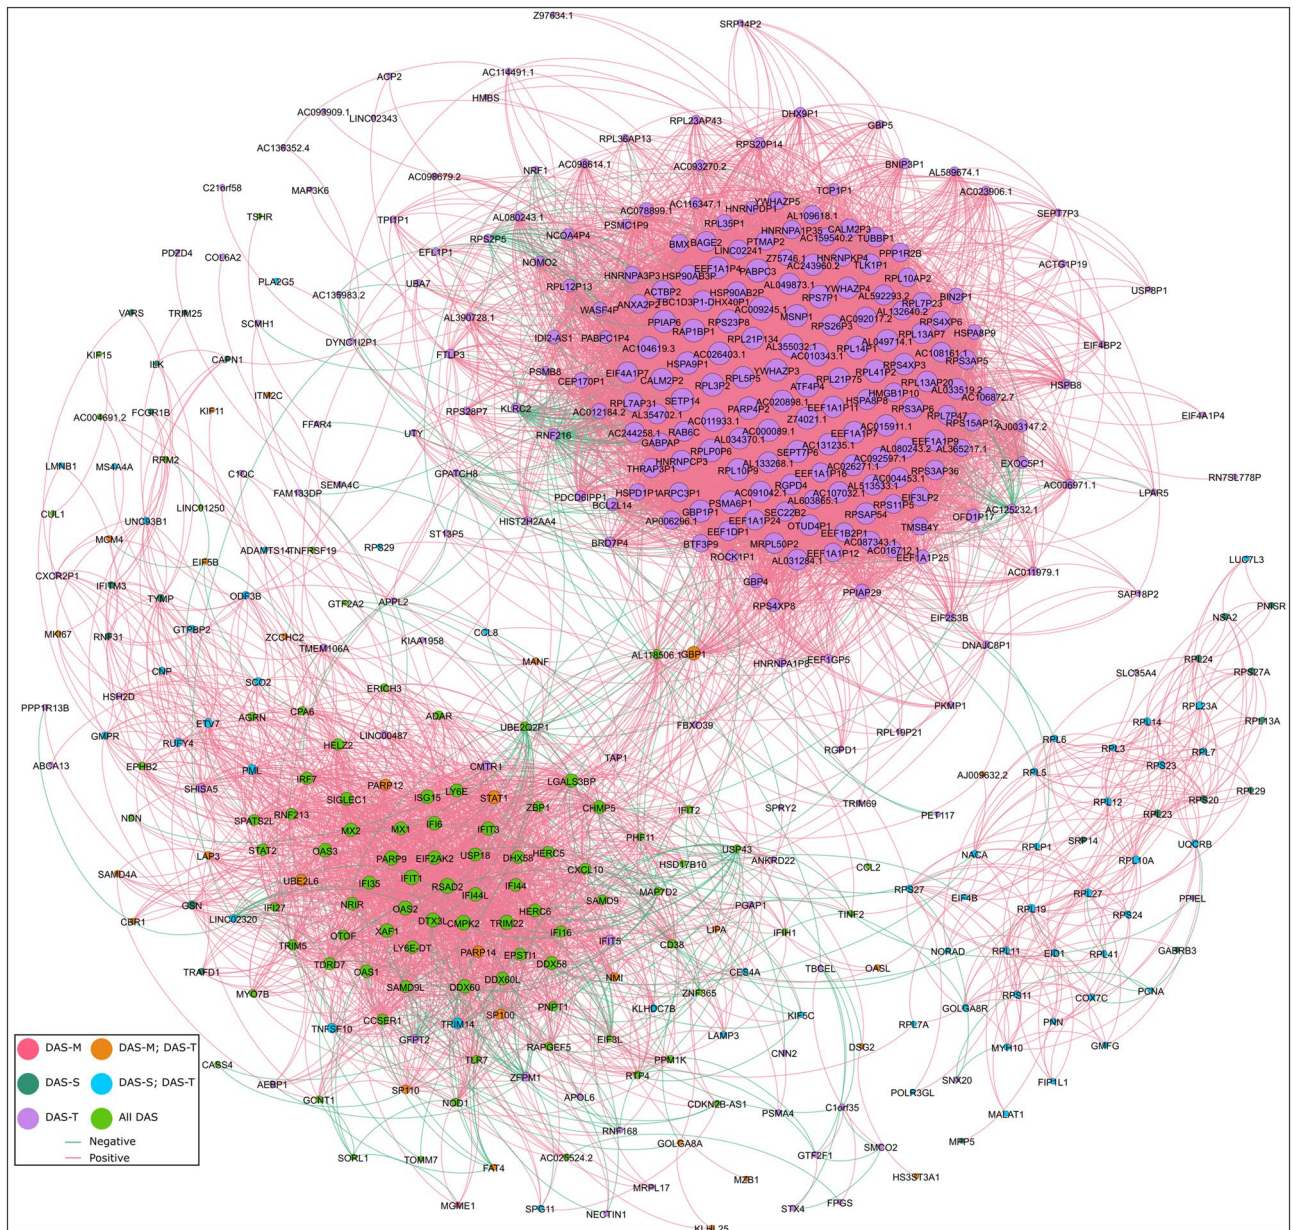 Z97634.1
SRP14P2
AC114491.1
ACP2
HMBS
AC093909.1
LINC02343
DHX9P1
RPL23AP43
GBP5
RPL36AP13
RPS20P14
AC136352.4
AC098614.1
AC093270.2
BNIP3P1
NRF1
AL589674.1
AC098679.2
C21orf58
MAP3K6
TCP1P1
AC023906.1
YWHAZP5
AC116347.1
AC078899.1
HNRNPDP1
TSHR
TPI1P1
AL080243.1
AL109618.1
SEPT7P3
RPS2P5
NCOA4P4
PSMC1P9
RPL35P1
HNRNPA1P35
CALM2P3
PTMAP2
AC159540.2
TUBBP1
BMX
BAGE2
LINC02241
PPP1R2B
PDZD4
COL6A2
EFL1P1
NOMO2
Z75746.1
HNRNPKP4
TLK1P1
ACTG1P19
HNRNPA3P3
HSP90AB3P
EEF1A1P4
PABPC3
AC243960.2
RPL10AP2
PLA2G5
UBA7
RPL12P13
ACTBP2
HSP90AB2P
AL049873.1
YWHAZP4
AL592293.2
USP8P1
AC135983.2
ANXA2P2
TBC1D3P1-DHX40P1
RPS7P1
RPL7P23
BIN2P1
VARS
TRIM25
SCMH1
AL390728.1
WASF4P
AC009245.1
MSNP1
AC092017.2
AL132640.2
PPIAP6
RPS23P8
RPS26P3
RPS4XP6
RAP1BP1
RPL13AP7
HSPA8P9
DYNC1I2P1
IDI2-AS1
PABPC1P4
RPL21P134
AL355032.1
RPL14P1
AL049714.1
EIF4BP2
KIF15
ILK
CAPN1
FTLP3
AC104619.3
AC026403.1
AC010343.1
AC108161.1
RPS3AP5
HSPA9P1
RPS4XP3
PSMB8
EIF4A1P7
CEP170P1
CALM2P2
RPL5P5
YWHAZP3
RPL21P75
RPL41P2
RPL13AP20
HSPB8
RPL3P2
ATF4P4
HMGB1P10
AL033519.2
ITM2C
AC106872.7
RPL7AP31
SETP14
AC020898.1
HSPA8P8
RPS3AP6
RPL7P47
AC004691.2
FCGR1B
KIF11
RPS28P7
KLRC2
AC012184.2
AL354702.1
PARP4P2
EEF1A1P11
RPS15AP12
EIF4A1P4
AC011933.1
Z74021.1
AC015911.1
AJ003147.2
FFAR4
UTY
RNF216
AC244258.1
RAB6C
AC000089.1
EEF1A1P7
GABPAP
AL034370.1
AC131235.1
AL080243.2
EEF1A1P9
AL365217.1
RRM2
RPLP0P6
SEPT7P6
AC092597.1
LMNB1
MS4A4A
C1QC
GPATCH8
HNRNPCP3
THRAP3P1
AL133268.1
AC026271.1
EXOC5P1
RPL10P9
EEF1A1P16
RPS3AP36
RN7SL778P
SEMA4C
PDCD6IPP1
HSPD1P1
ARPC3P1
RGPD4
AL513533.1
AC004453.1
AC006971.1
LPAR5
FAM133DP
BCL2L14
AC091042.1
AC107032.1
EIF3LP2
PSMA6P1
AL603865.1
RPS11P5
CUL1
LINC01250
HIST2H2AA4
GBP1P1
SEC22B2
RPSAP54
AC125232.1
UNC93B1
AP006296.1
EEF1A1P24
OTUD4P1
TMSB4Y
OFD1P17
MCM4
ST13P5
EEF1DP1
EEF1B2P1
BRD7P4
BTF3P9
MRPL50P2
AC087343.1
ADAMTS14
TNFRSF19
RPS29
ROCK1P1
AC016712.1
EEF1A1P12
EEF1A1P25
AL031284.1
LUC7L3
EIF5B
AC011979.1
CXCR2P1
GBP4
PPIAP29
SAP18P2
IFITM3
ODF3B
TYMP
GTF2A2
APPL2
RPS4XP8
PNISR
EIF2S3B
NSA2
GTPBP2
CCL8
MKI67
RNF31
ZCCHC2
KIAA1958
DNAJC8P1
TMEM106A
AL118506.1
GBP1
MANF
HNRNPA1P8
EEF1GP5
RPL24
CNP
SCO2
SLC35A4
RPS27A
ERICH3
HSH2D
PKMP1
PPP1R13B
CPA6
AGRN
ADAR
UBE2Q2P1
FBXO39
RPL23A
ETV7
RPL14
RPL13A
GMPR
RUFY4
LINC00487
RPL19P21
RPL6
HELZ2
RGPD1
RPL3
RPL7
ABCA13
EPHB2
PML
CMTR1
TAP1
RPL5
RPS23
IRF7
AJ009632.2
SHISA5
PARP12
LY6E
LGALS3BP
RPL29
SIGLEC1
ISG15
STAT1
ZBP1
CHMP5
IFIT2
SPRY2
TRIM69
RPL12
RPS20
NDN
SPATS2L
RNF213
MX2
MX1
IFI6
IFIT3
PET117
RPL23
PHF11
SRP14
RPLP1
UQCRB
STAT2
OAS3
USP43
LAP3
PARP9
EIF2AK2
USP18
DHX58
HERC5
HSD17B10
ANKRD22
NACA
RPL10A
CXCL10
CCL2
SAMD4A
UBE2L6
IFI35
IFIT1
RSAD2
IFI44
IFI44L
MAP7D2
RPS27
RPL27
PPIEL
GSN
IFI27
NRIR
OAS2
SAMD9
PGAP1
EIF4B
RPL19
RPS24
CBR1
LINC02320
DTX3L
CMPK2
TRIM22
HERC6
TINF2
OTOF
XAF1
IFI16
TRIM5
LY6E-DT
PARP14
EPSTI1
IFIT5
CD38
LIPA
IFIH1
NORAD
RPL11
EID1
RPL41
GABRB3
TRAFD1
TDRD7
OAS1
DDX58
NMI
CES4A
TBCEL
OASL
SAMD9L
DDX60
DDX60L
ZNF365
MYO7B
RPS11
COX7C
PCNA
PNPT1
KLHDC7B
KIF5C
GOLGA8R
CCSER1
SP100
TNFSF10
TRIM14
RPL7A
PNN
LAMP3
GFPT2
EIF3L
DSG2
MYH10
GMFG
RAPGEF5
CASS4
TLR7
PPM1K
CNN2
AEBP1
ZFPM1
RTP4
SNX20
FIP1L1
SP110
POLR3GL
GCNT1
NOD1
APOL6
CDKN2B-AS1
PSMA4
C1orf35
MALAT1
RNF168
GOLGA8A
SMCO2
MPP5
SORL1
TOMM7
AC025524.2
GTF2F1
FAT4
MZB1
HS3ST3A1
MRPL17
MGME1
SPG11
NECTIN1
STX4
FPGS
KLHL25
DAS-M
DAS-M; DAS-T
DAS-S
DAS-S; DAS-T
DAS-T
All DAS
Negative
Positive